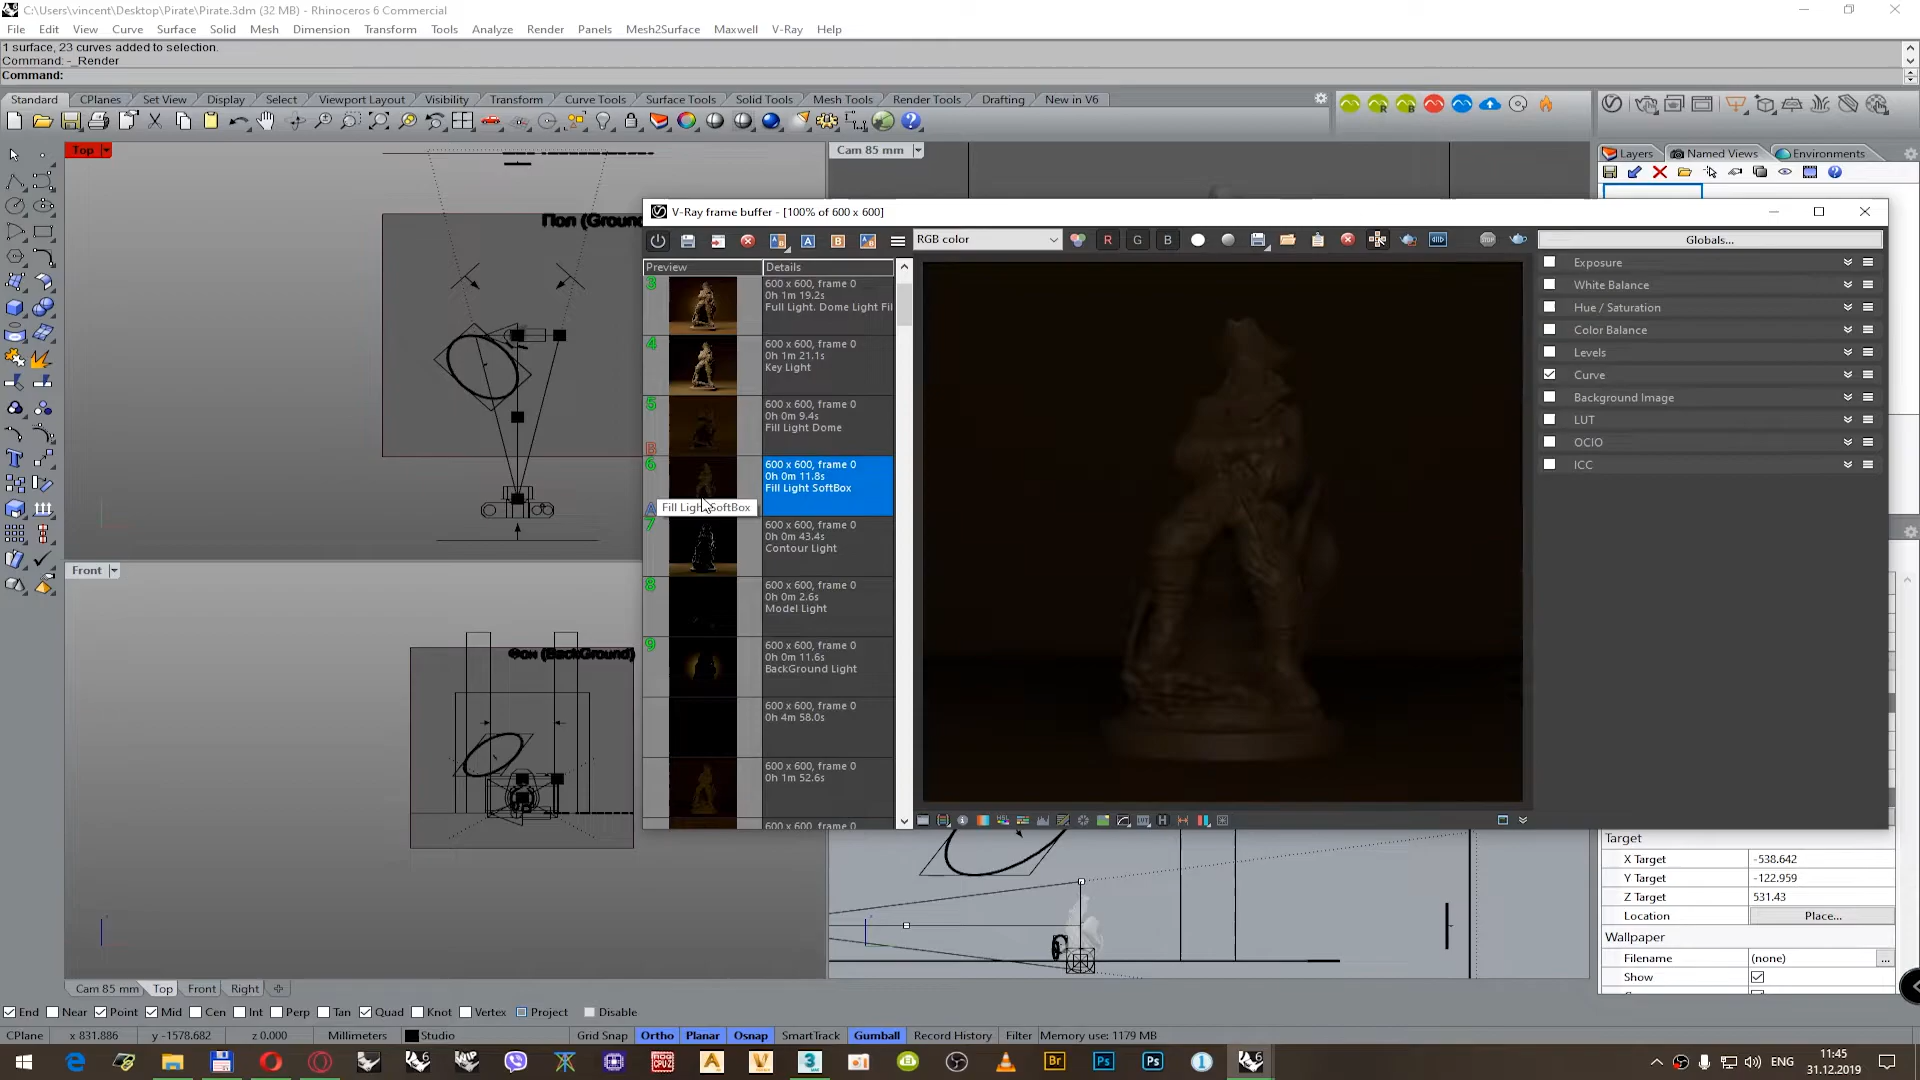 C:\Users\vincent\Desktop\Pirate\Pirate.3dm (32 MB) - Rhinoceros 6 Commercial
File Edit View Curve Surface Solid Mesh Dimension Transform Tools Analyze Render Panels Mesh2Surface Maxwell V-Ray Help
1 surface, 23 curves added to selection.
Command: -_Render
Command:
Standard CPlanes Set View Display Select Viewport Layout Visibility Transform Curve Tools Surface Tools Solid Tools Mesh Tools Render Tools Drafting New in V6
Top
Пол (Ground
Cam 85 mm
Layers Named Views Environments
V-Ray frame buffer - [100% of 600 x 600]
RGB color
R G B
Globals...
Preview Details
3
600 x 600, frame 0
0h 1m 19.2s
Full Light. Dome Light Fil
4
600 x 600, frame 0
0h 1m 21.1s
Key Light
5
600 x 600, frame 0
0h 0m 9.4s
Fill Light Dome
B
6
600 x 600, frame 0
0h 0m 11.8s
Fill Light SoftBox
A
Fill Light SoftBox
7
600 x 600, frame 0
0h 0m 43.4s
Contour Light
8
600 x 600, frame 0
0h 0m 2.6s
Model Light
9
600 x 600, frame 0
0h 0m 11.6s
BackGround Light
600 x 600, frame 0
0h 4m 58.0s
600 x 600, frame 0
0h 1m 52.6s
600 x 600, frame 0
Exposure
White Balance
Hue / Saturation
Color Balance
Levels
Curve
Background Image
LUT
OCIO
ICC
Front
Фон (BackGround)
Target
X Target -538.642
Y Target -122.959
Z Target 531.43
Location Place...
Wallpaper
Filename (none) ...
Show
Cam 85 mm Top Front Right
End Near Point Mid Cen Int Perp Tan Quad Knot Vertex Project Disable
CPlane x 831.886 y -1578.682 z 0.000 Millimeters Studio Grid Snap Ortho Planar Osnap SmartTrack Gumball Record History Filter Memory use: 1179 MB
ENG
11:45
31.12.2019